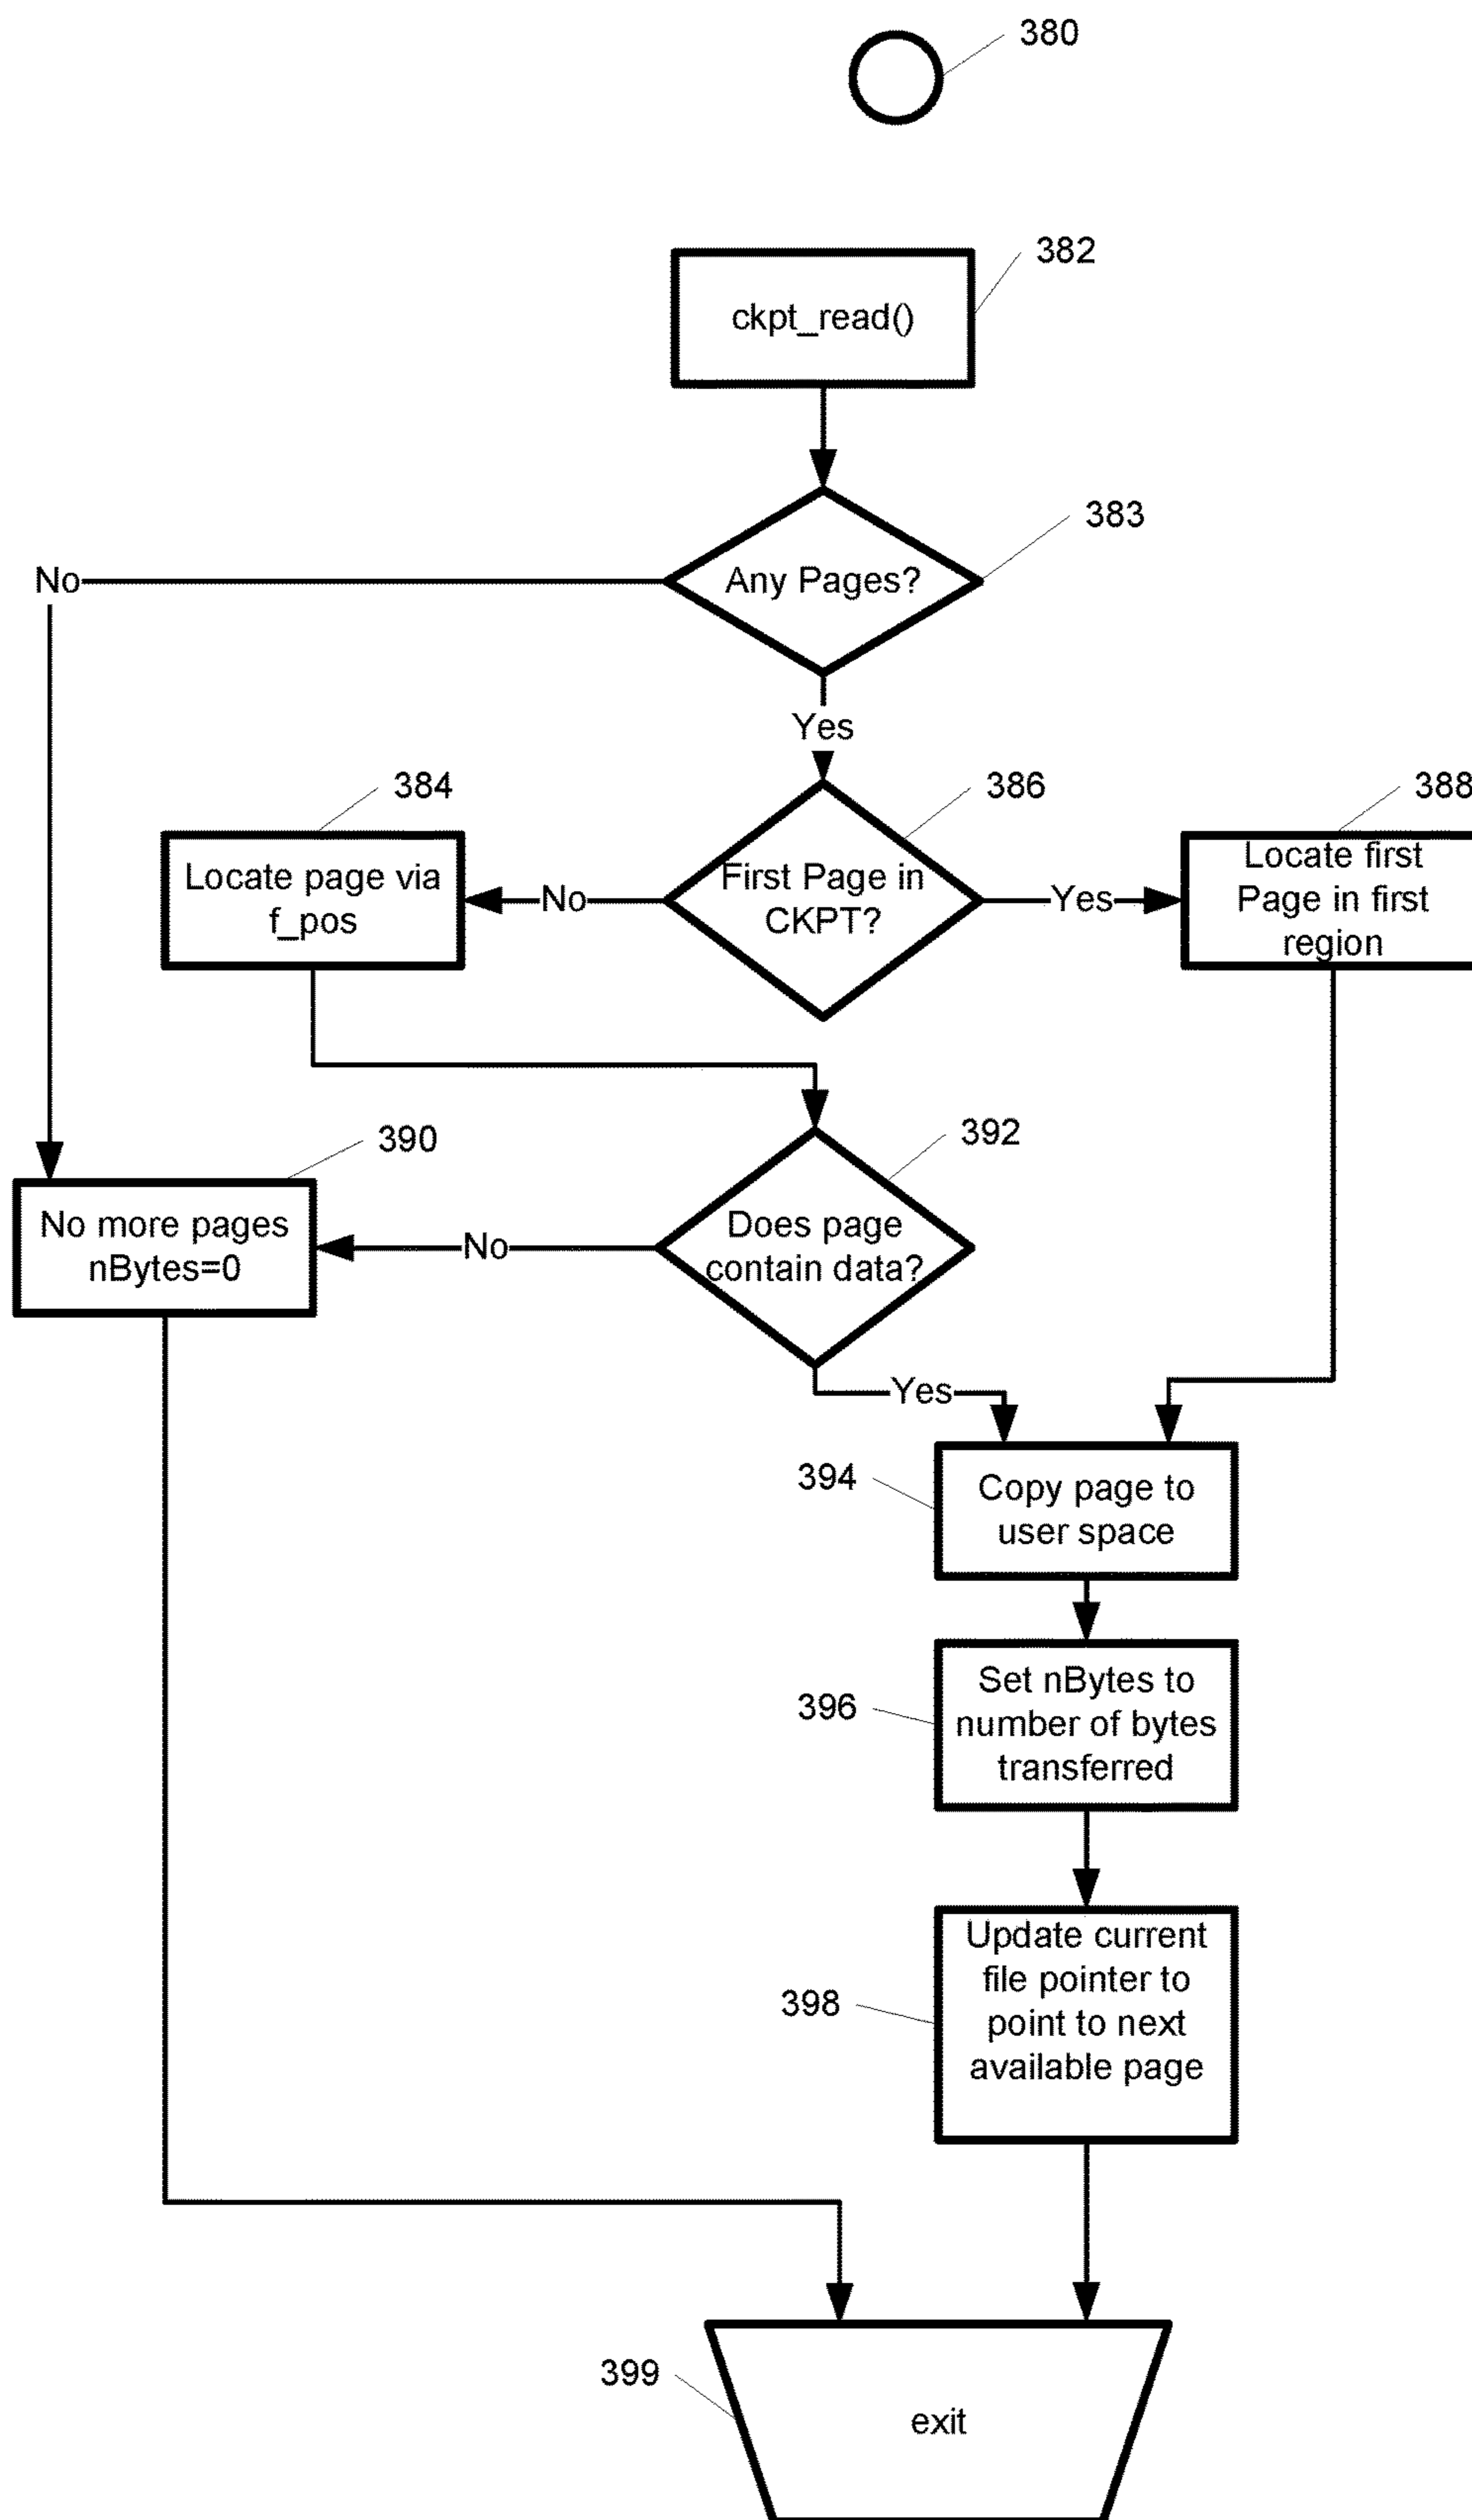 380
382
ckpt_read()
383
Any Pages?
No
Yes
384
386
388
Locate page via
f_pos
No
First Page in
CKPT?
Yes
Locate first
Page in first
region
390
392
No more pages
nBytes=0
No
Does page
contain data?
Yes
394
Copy page to
user space
396
Set nBytes to
number of bytes
transferred
398
Update current
file pointer to
point to next
available page
399
exit